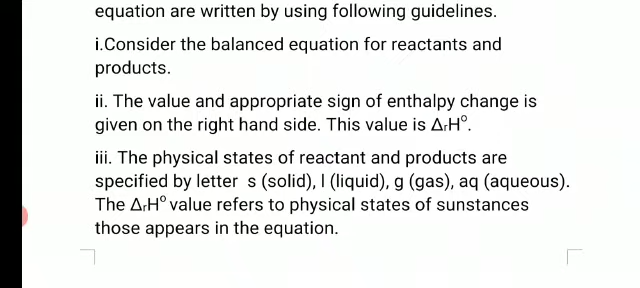 equation are written by using following guidelines.
i.Consider the balanced equation for reactants and
products.
ii. The value and appropriate sign of enthalpy change is
given on the right hand side. This value is ΔᵣH⁰.
iii. The physical states of reactant and products are
specified by letter s (solid), l (liquid), g (gas), aq (aqueous).
The ΔᵣH⁰ value refers to physical states of sunstances
those appears in the equation.